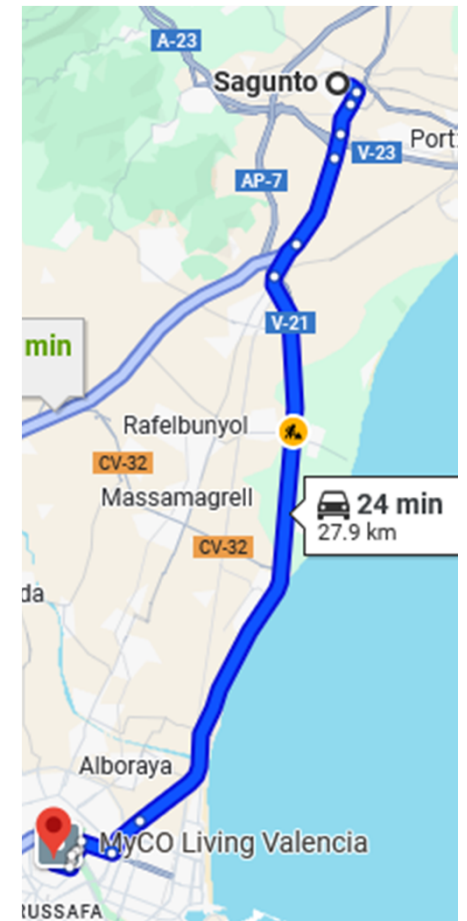 A-23
Sagunto
Port
V-23
AP-7
V-21
min
Rafelbunyol
CV-32
Massamagrell
24 min
27.9 km
CV-32
da
Alboraya
MyCO Living Valencia
RUSSAFA